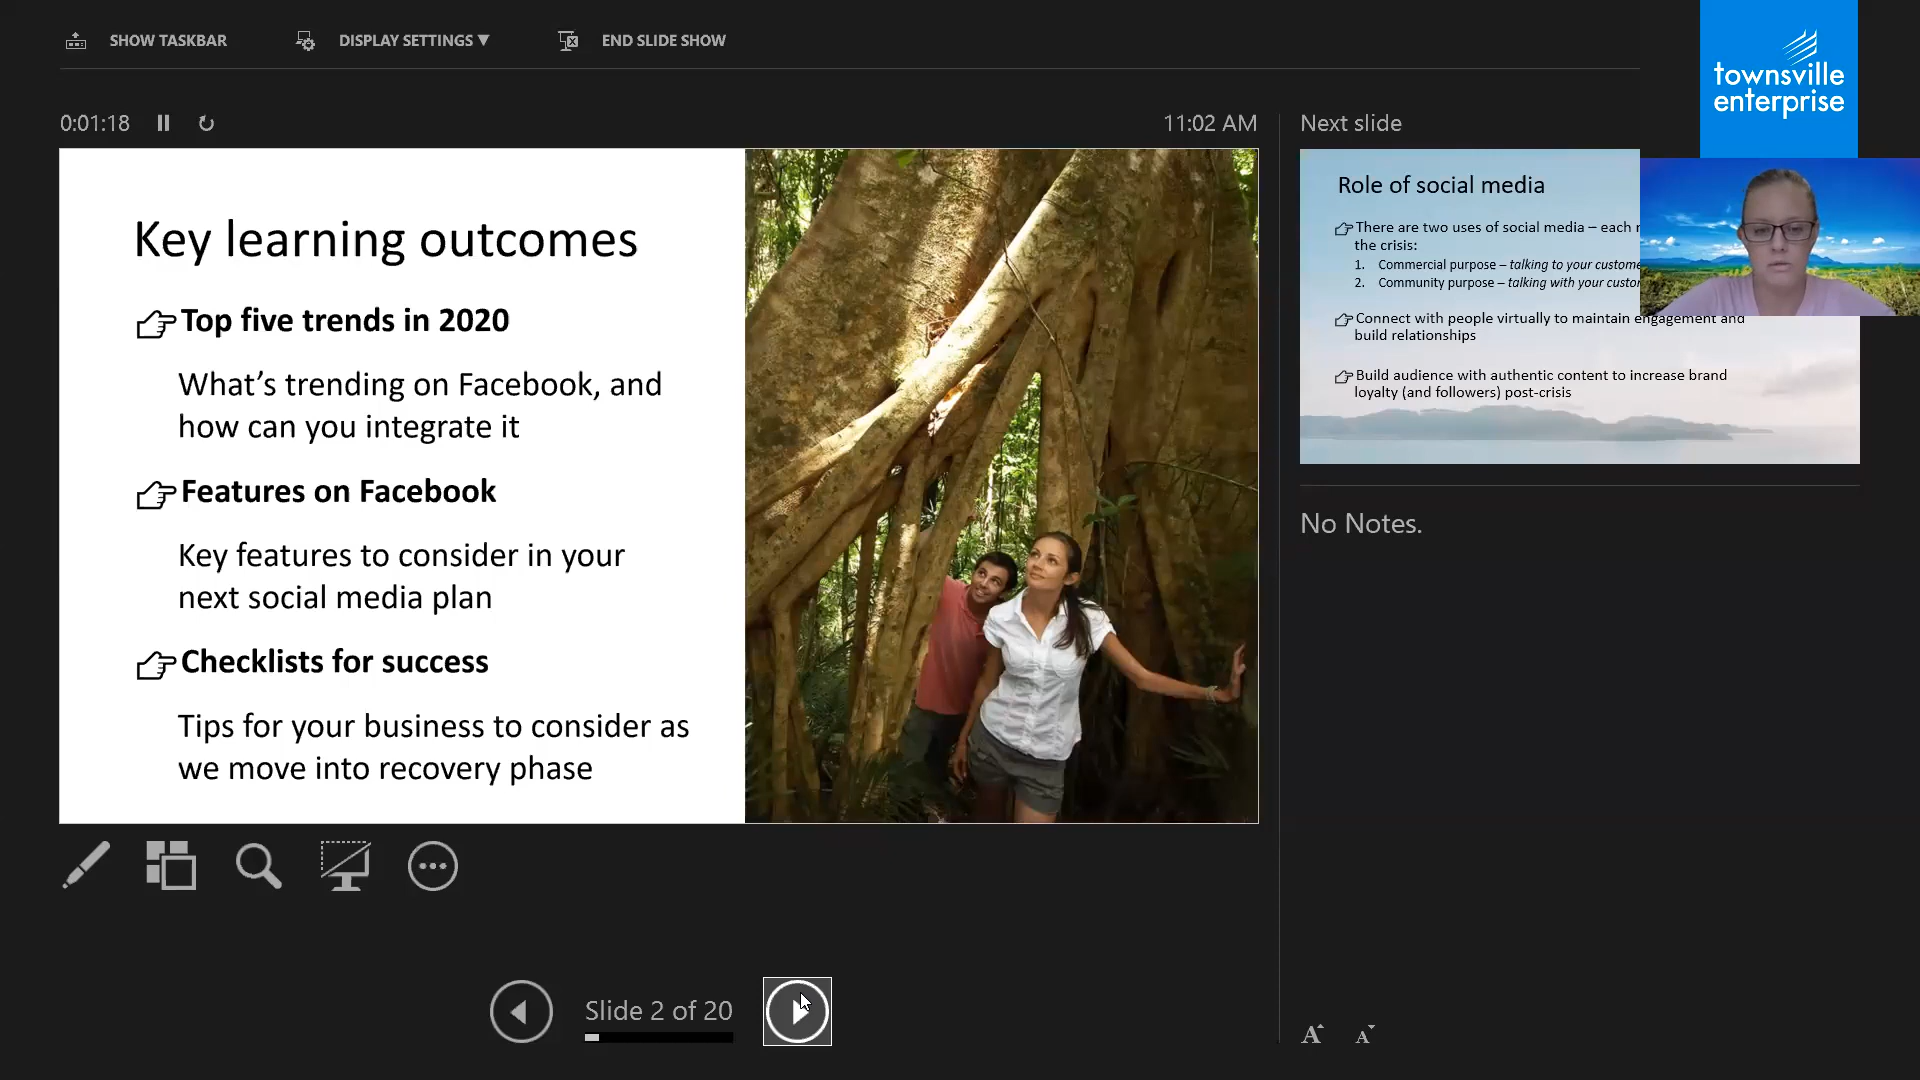 SHOW TASKBAR
DISPLAY SETTINGS ▼
END SLIDE SHOW
townsville
enterprise
0:01:18
11:02 AM
Next slide
Key learning outcomes
Top five trends in 2020
What's trending on Facebook, and
how can you integrate it
Features on Facebook
Key features to consider in your
next social media plan
Checklists for success
Tips for your business to consider as
we move into recovery phase
Role of social media
There are two uses of social media – each
the crisis:
1. Commercial purpose – talking to your
2. Community purpose – talking with your
Connect with people virtually to maintain engagement and
build relationships
Build audience with authentic content to increase brand
loyalty (and followers) post-crisis
No Notes.
Slide 2 of 20
A A